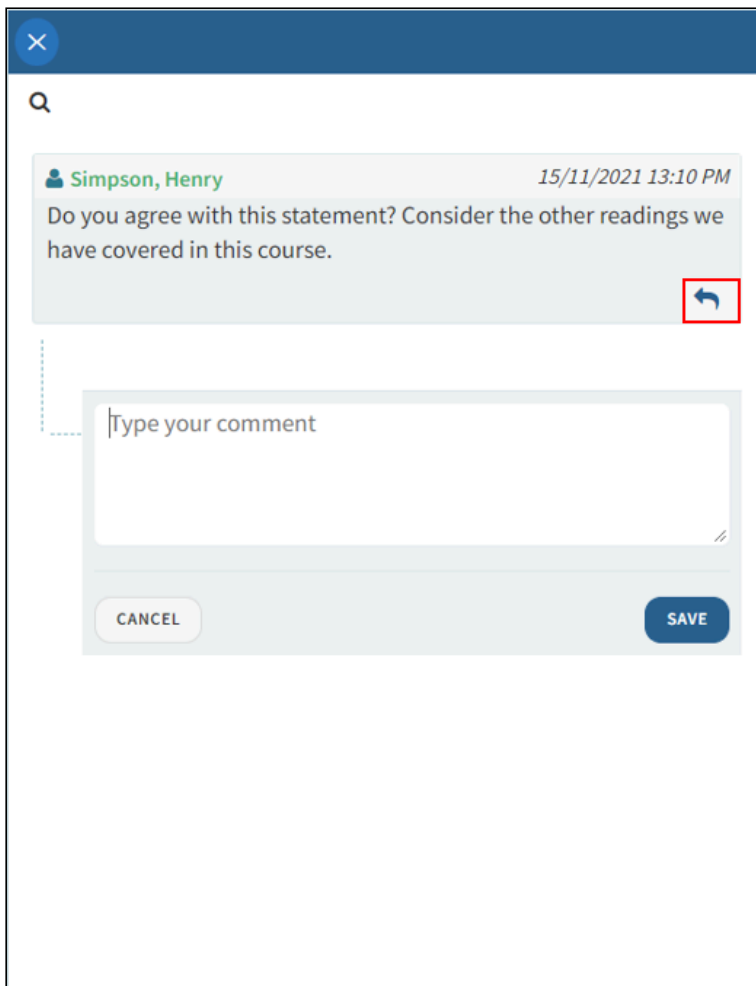 Simpson, Henry
15/11/2021 13:10 PM
Do you agree with this statement? Consider the other readings we
have covered in this course.
Type your comment
CANCEL
SAVE